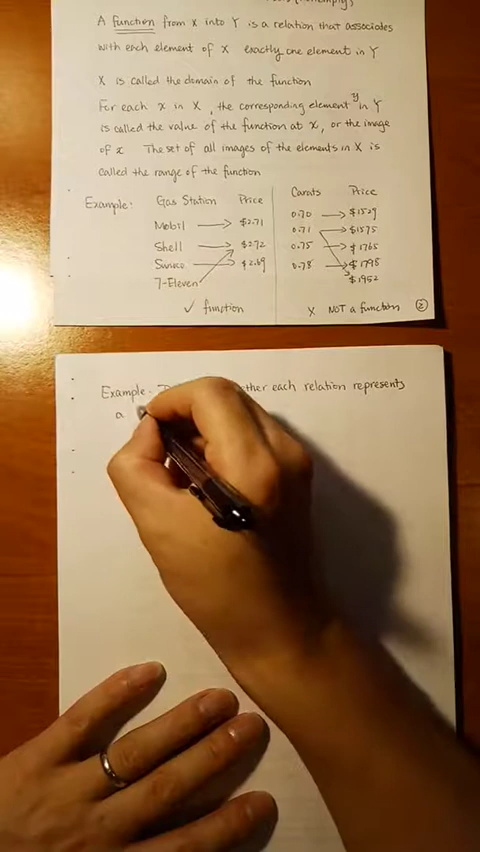 A function from X into Y is a relation that associates
with each element of X exactly one element in Y
X is called the domain of the function
For each x in X, the corresponding element y in Y
is called the value of the function at x, or the image
of x The set of all images of the elements in X is
called the range of the function
Example: Gas Station Price
Mobil $2.71
Shell $2.72
Sunoco $2.69
7-Eleven
✓ function
Carats Price
0.70 $1529
0.71 $1575
0.75 $1765
0.78 $1798
$1952
X NOT a function
2
Example - each relation represents
a